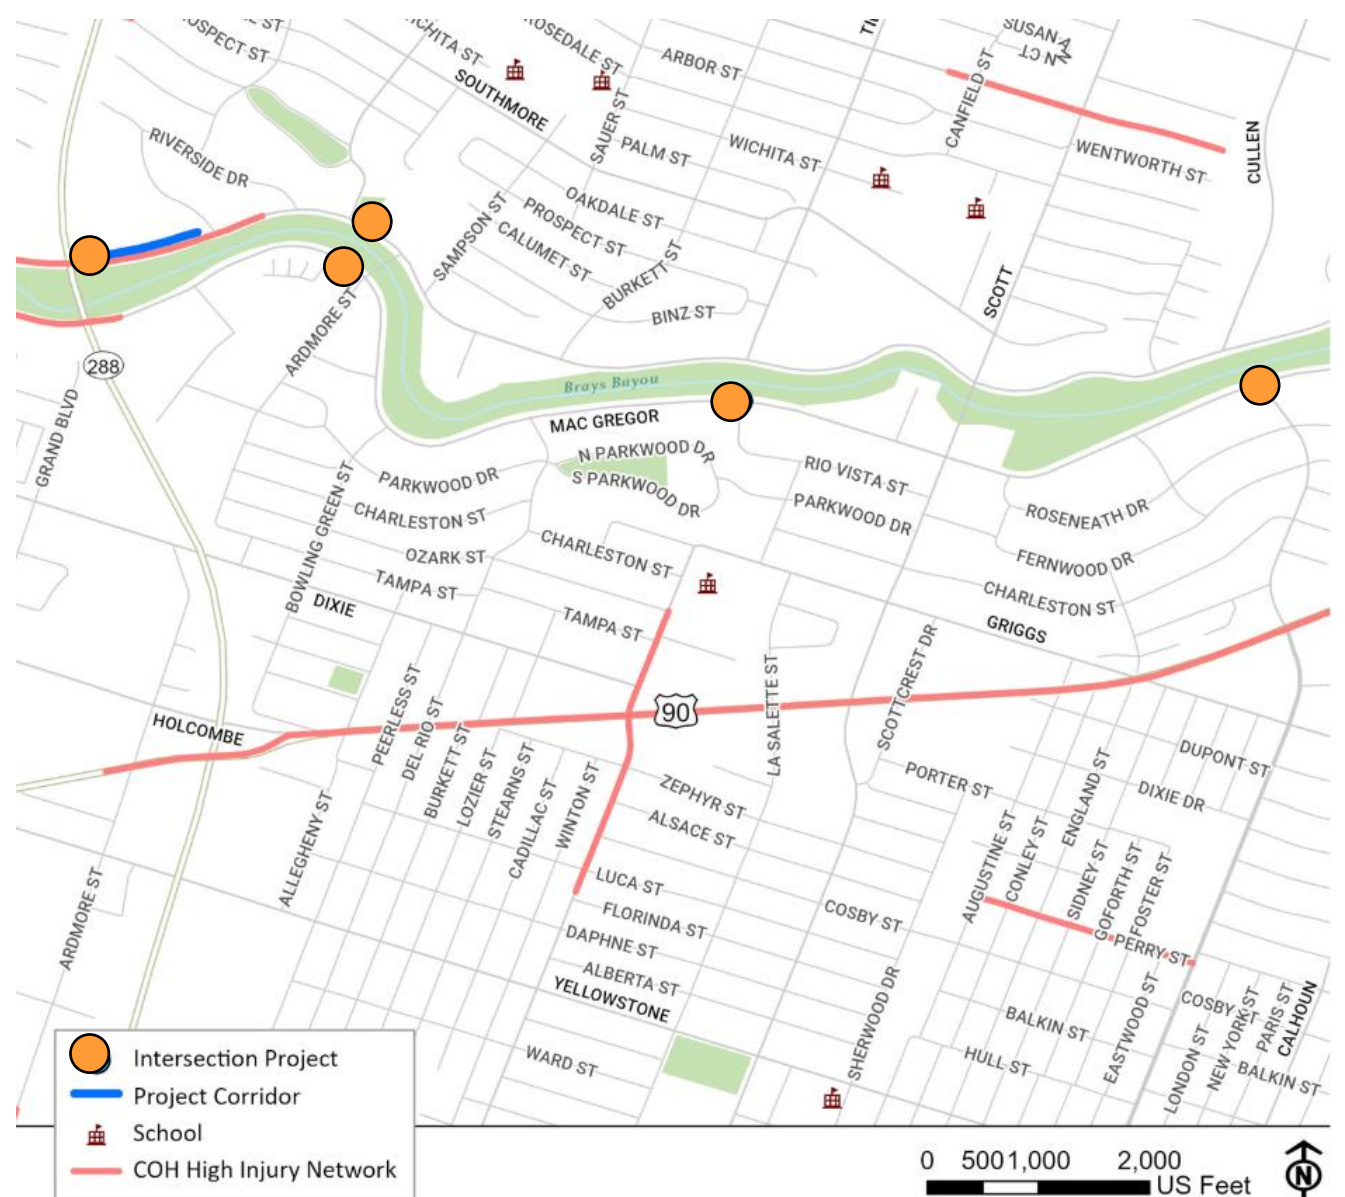 SUSAN
N CT
OSPECT ST
ICHITA ST
ROSEDALE ST
ARBOR ST
CANFIELD ST
SOUTHMORE
SAUER ST
RIVERSIDE DR
PALM ST
WICHITA ST
WENTWORTH ST
CULLEN
OAKDALE ST
PROSPECT ST
SAMPSON ST
CALUMET ST
BURKETT ST
BINZ ST
SCOTT
ARDMORE ST
288
Brays Bayou
MAC GREGOR
GRAND BLVD
N PARKWOOD DR
S PARKWOOD DR
PARKWOOD DR
RIO VISTA ST
PARKWOOD DR
CHARLESTON ST
ROSENEATH DR
BOWLING GREEN ST
OZARK ST
CHARLESTON ST
FERNWOOD DR
TAMPA ST
CHARLESTON ST
DIXIE
TAMPA ST
GRIGGS
SCOTTCREST DR
LA SALETTE ST
PEERLESS ST
90
HOLCOMBE
DEL RIO ST
BURKETT ST
LOZIER ST
STEARNS ST
CADILLAC ST
WINTON ST
DUPONT ST
ZEPHYR ST
PORTER ST
DIXIE DR
ENGLAND ST
ALSACE ST
ALLEGHENY ST
AUGUSTINE ST
CONLEY ST
SIDNEY ST
GOFORTH ST
FOSTER ST
LUCA ST
ARDMORE ST
FLORINDA ST
COSBY ST
DAPHNE ST
PERRY ST
ALBERTA ST
YELLOWSTONE
SHERWOOD DR
EASTWOOD ST
COSBY ST
BALKIN ST
LONDON ST
NEW YORK ST
PARIS ST
CALHOUN
WARD ST
HULL ST
BALKIN ST
Intersection Project
Project Corridor
School
COH High Injury Network
0 500 1,000 2,000
US Feet
N